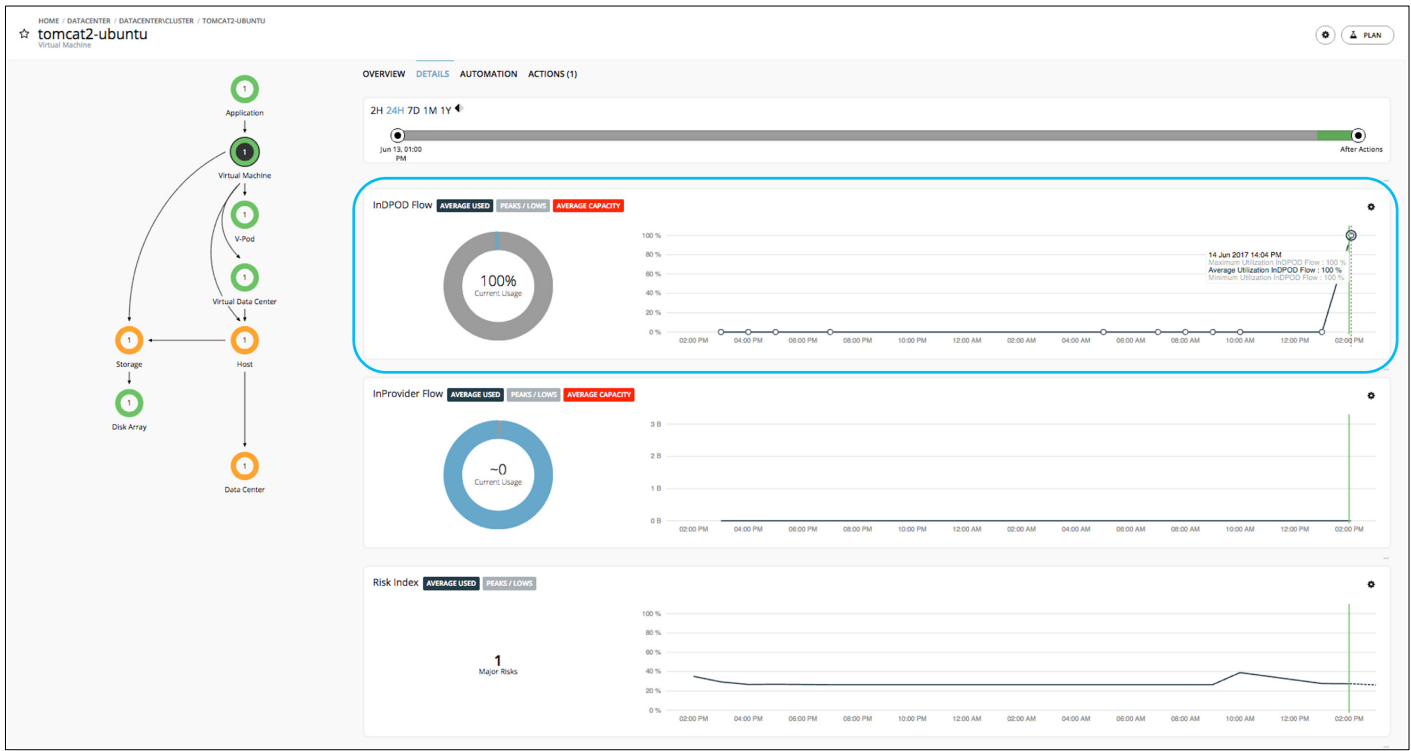 HOME / DATACENTER / DATACENTER\CLUSTER / TOMCAT2-UBUNTU
tomcat2-ubuntu
Virtual Machine
PLAN
1
Application
1
Virtual Machine
1
V-Pod
1
Virtual Data Center
1
Storage
1
Host
1
Disk Array
1
Data Center
OVERVIEW DETAILS AUTOMATION ACTIONS (1)
2H 24H 7D 1M 1Y
Jun 13, 01:00
PM
After Actions
InDPOD Flow AVERAGE USED PEAKS / LOWS AVERAGE CAPACITY
100%
Current Usage
100 %
80 %
60 %
40 %
20 %
0 %
14 Jun 2017 14:04 PM
Maximum Utilization InDPOD Flow : 100 %
Average Utilization InDPOD Flow : 100 %
Minimum Utilization InDPOD Flow : 100 %
02:00 PM 04:00 PM 06:00 PM 08:00 PM 10:00 PM 12:00 AM 02:00 AM 04:00 AM 06:00 AM 08:00 AM 10:00 AM 12:00 PM 02:00 PM
InProvider Flow AVERAGE USED PEAKS / LOWS AVERAGE CAPACITY
~0
Current Usage
3 B
2 B
1 B
0 B
02:00 PM 04:00 PM 06:00 PM 08:00 PM 10:00 PM 12:00 AM 02:00 AM 04:00 AM 06:00 AM 08:00 AM 10:00 AM 12:00 PM 02:00 PM
Risk Index AVERAGE USED PEAKS / LOWS
1
Major Risks
100 %
80 %
60 %
40 %
20 %
0 %
02:00 PM 04:00 PM 06:00 PM 08:00 PM 10:00 PM 12:00 AM 02:00 AM 04:00 AM 06:00 AM 08:00 AM 10:00 AM 12:00 PM 02:00 PM